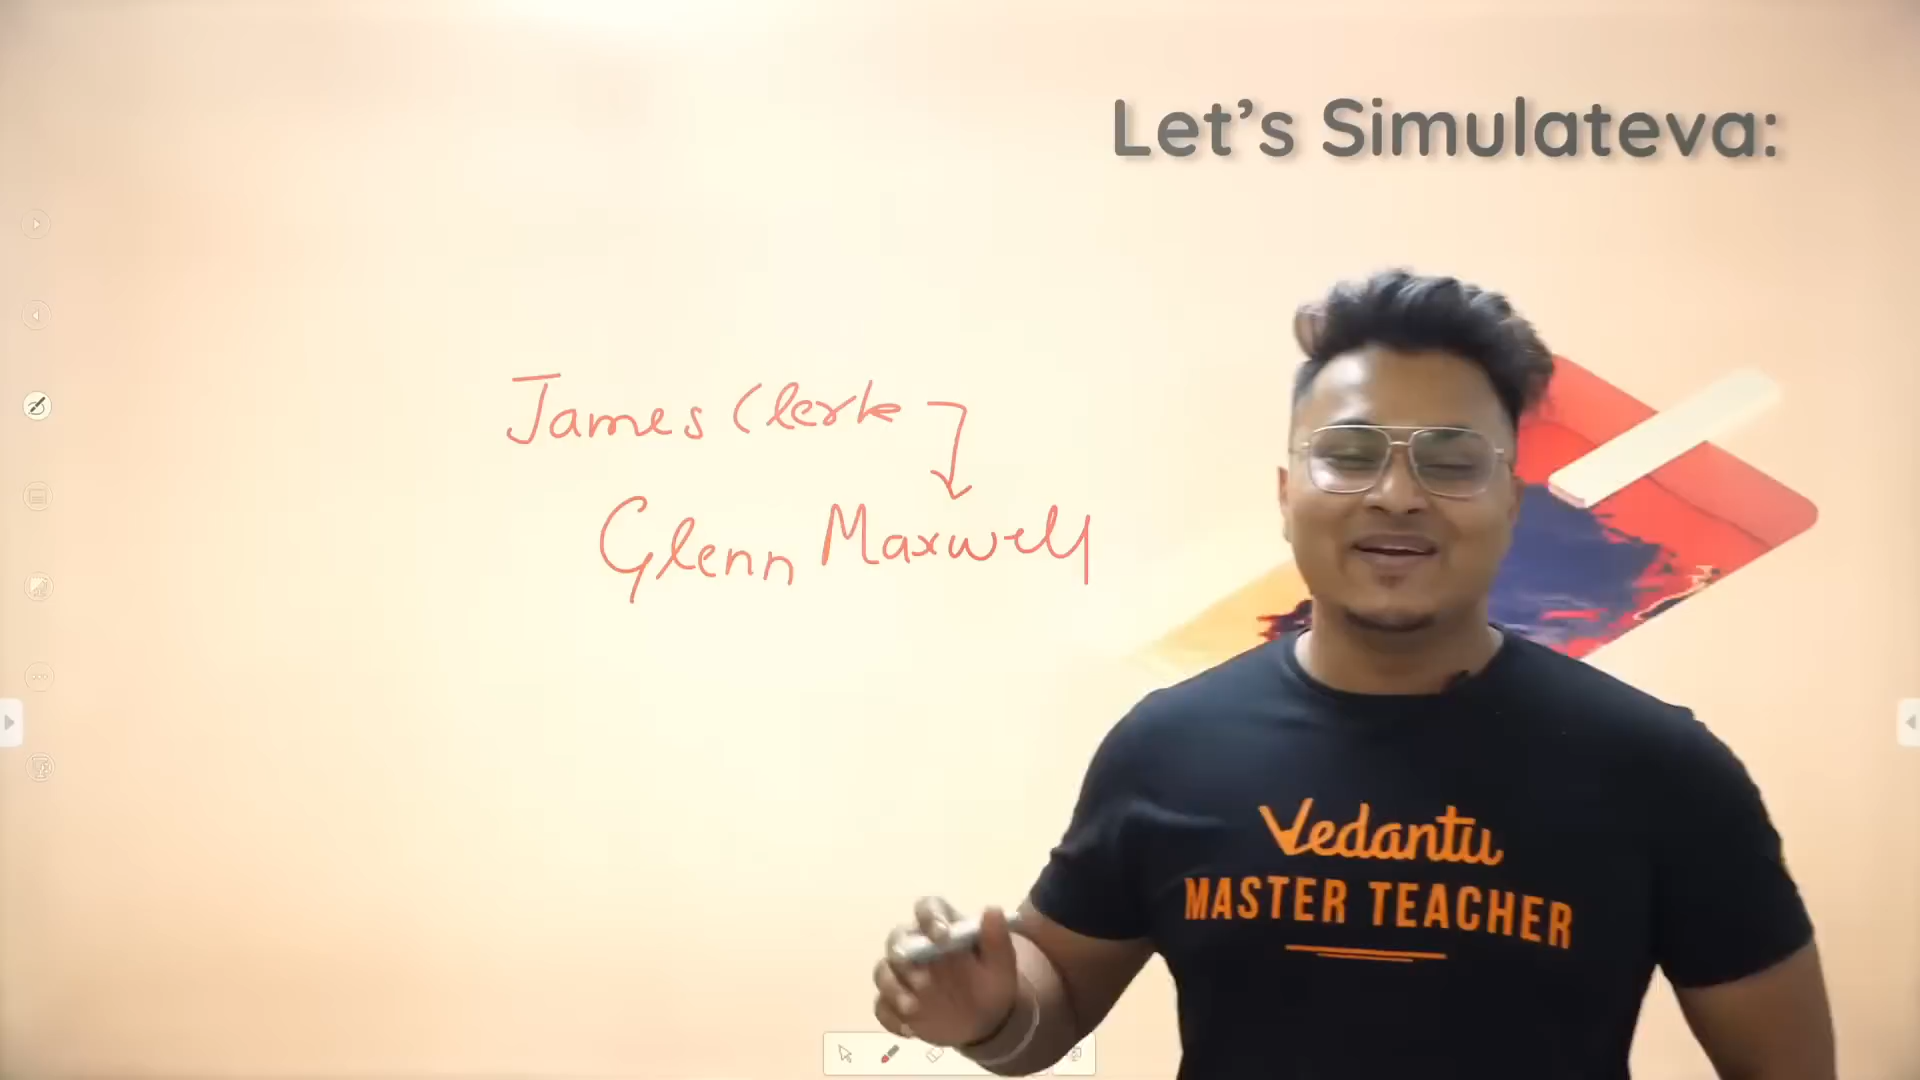 Let's Simulateva:
James Clerk
Glenn Maxwell
Vedantu
MASTER TEACHER